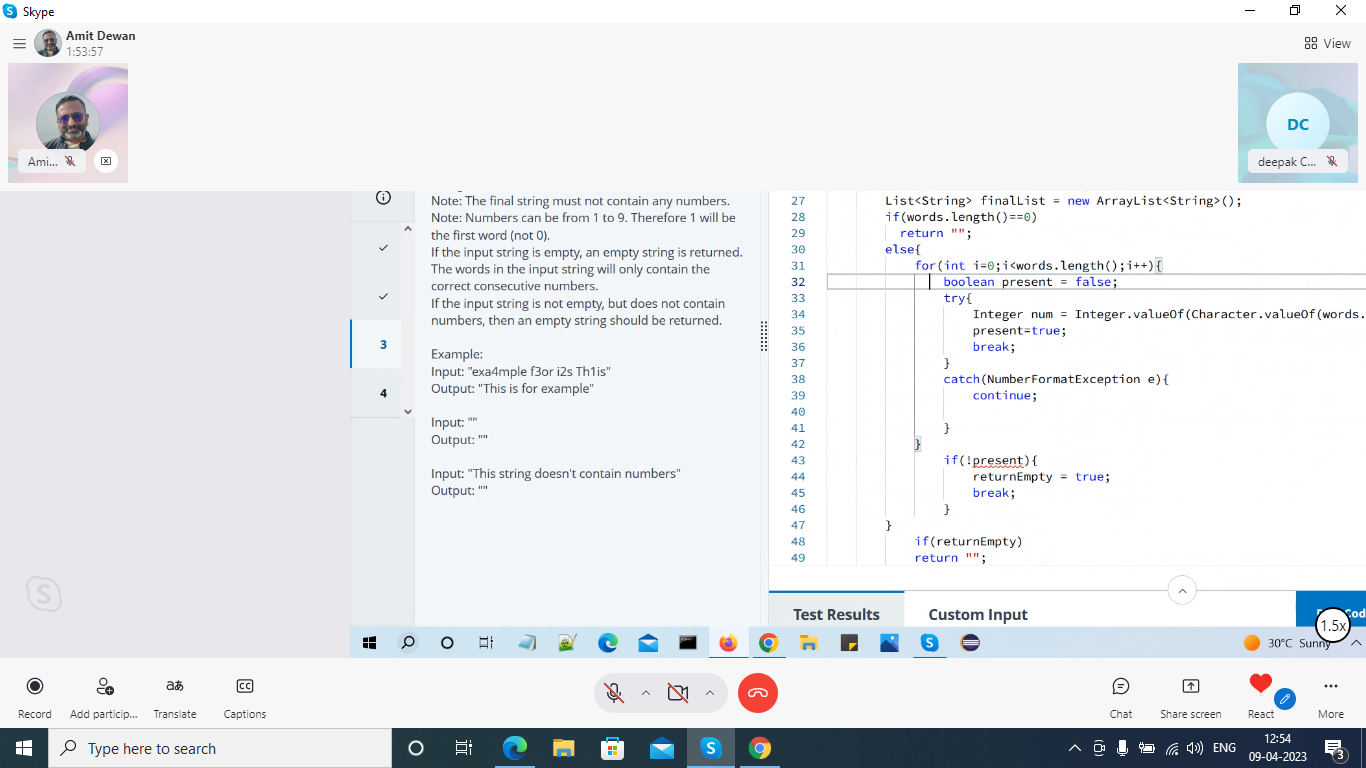 Skype
Amit Dewan
1:53:57
View
Ami...
DC
deepak C...
Note: The final string must not contain any numbers.
Note: Numbers can be from 1 to 9. Therefore 1 will be
the first word (not 0).
If the input string is empty, an empty string is returned.
The words in the input string will only contain the
correct consecutive numbers.
If the input string is not empty, but does not contain
numbers, then an empty string should be returned.
3
4
Example:
Input: "exa4mple f3or i2s Th1is"
Output: "This is for example"
Input: ""
Output: ""
Input: "This string doesn't contain numbers"
Output: ""
27 List<String> finalList = new ArrayList<String>();
28 if(words.length()==0)
29 return "";
30 else{
31 for(int i=0;i<words.length();i++){
32 boolean present = false;
33 try{
34 Integer num = Integer.valueOf(Character.valueOf(words.
35 present=true;
36 break;
37 }
38 catch(NumberFormatException e){
39 continue;
40
41 }
42 }
43 if(!present){
44 returnEmpty = true;
45 break;
46 }
47 }
48 if(returnEmpty)
49 return "";
Test Results
Custom Input
1.5x
30°C Sunny
Record
Add particip...
Translate
CC
Captions
Chat
Share screen
React
More
Type here to search
ENG
12:54
09-04-2023
3